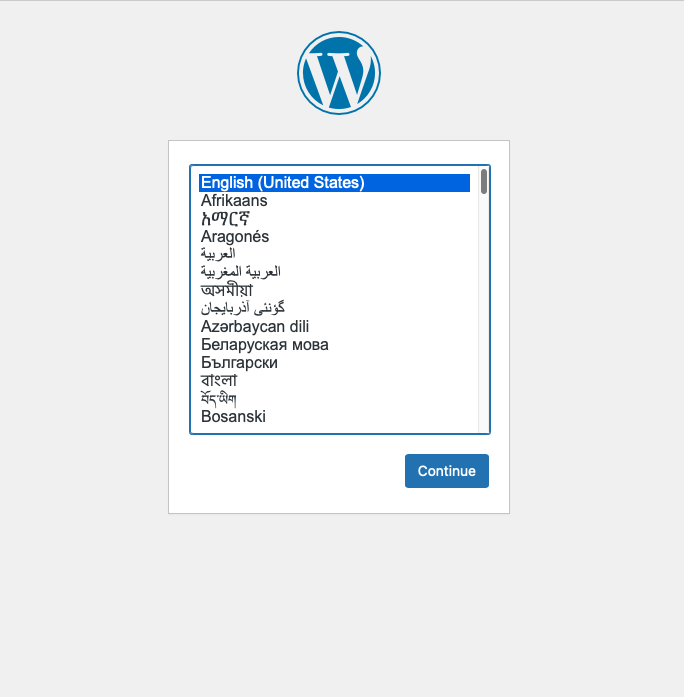 English (United States)
Afrikaans
አማርኛ
Aragonés
العربية
العربية المغربية
অসমীয়া
گؤنئی آذربایجان
Azərbaycan dili
Беларуская мова
Български
বাংলা
བོད་ཡིག
Bosanski
Continue